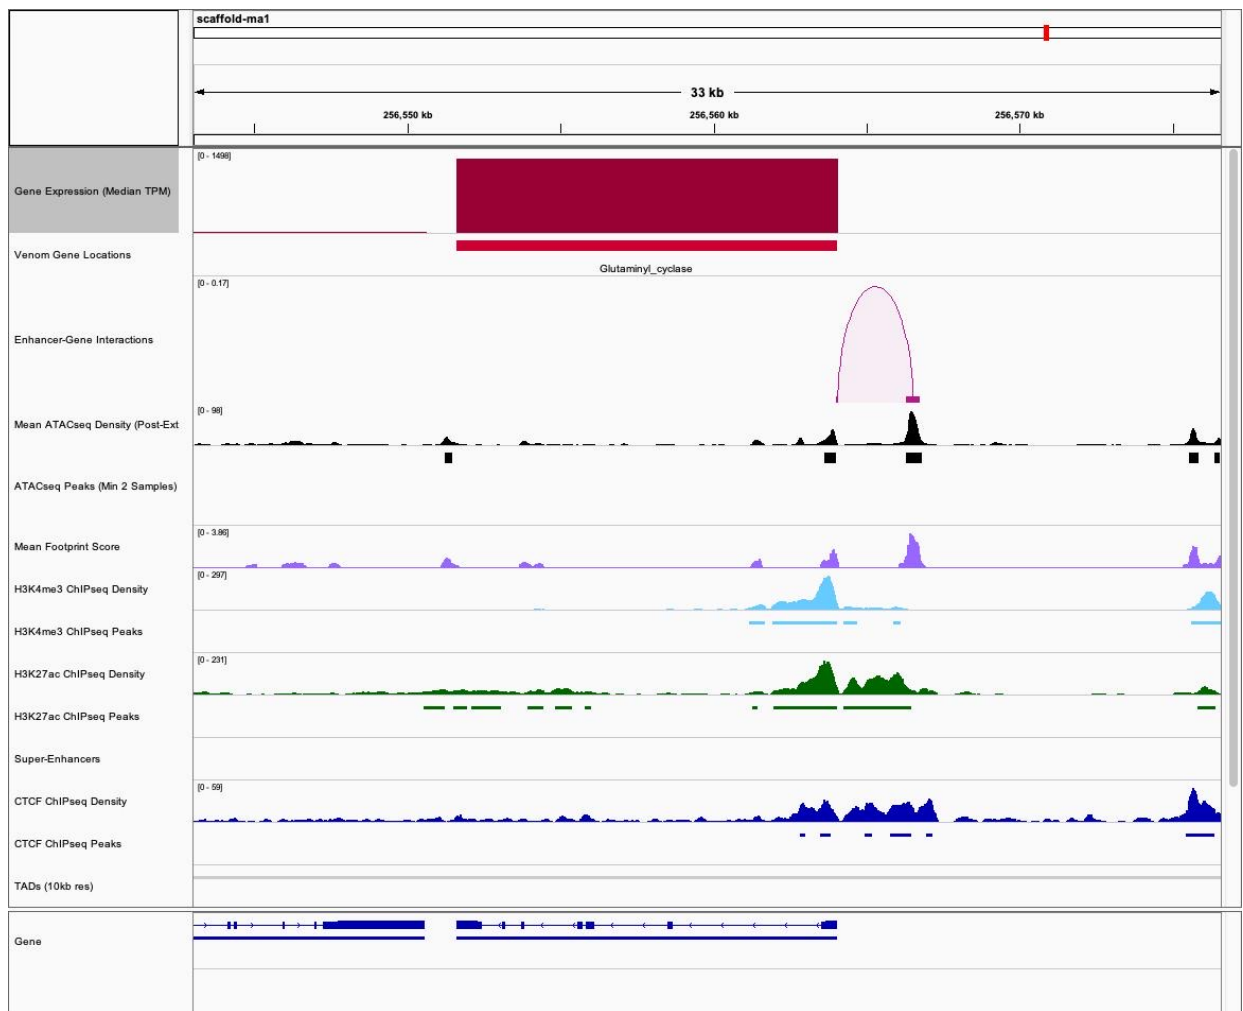 scaffold-ma1
33 kb
256,550 kb
256,560 kb
256,570 kb
[0 - 1498]
Gene Expression (Median TPM)
Venom Gene Locations
Glutaminyl_cyclase
[0 - 0.17]
Enhancer-Gene Interactions
[0 - 98]
Mean ATACseq Density (Post-Ext
ATACseq Peaks (Min 2 Samples)
[0 - 3.86]
Mean Footprint Score
[0 - 297]
H3K4me3 ChIPseq Density
H3K4me3 ChIPseq Peaks
[0 - 231]
H3K27ac ChIPseq Density
H3K27ac ChIPseq Peaks
Super-Enhancers
[0 - 59]
CTCF ChIPseq Density
CTCF ChIPseq Peaks
TADs (10kb res)
Gene